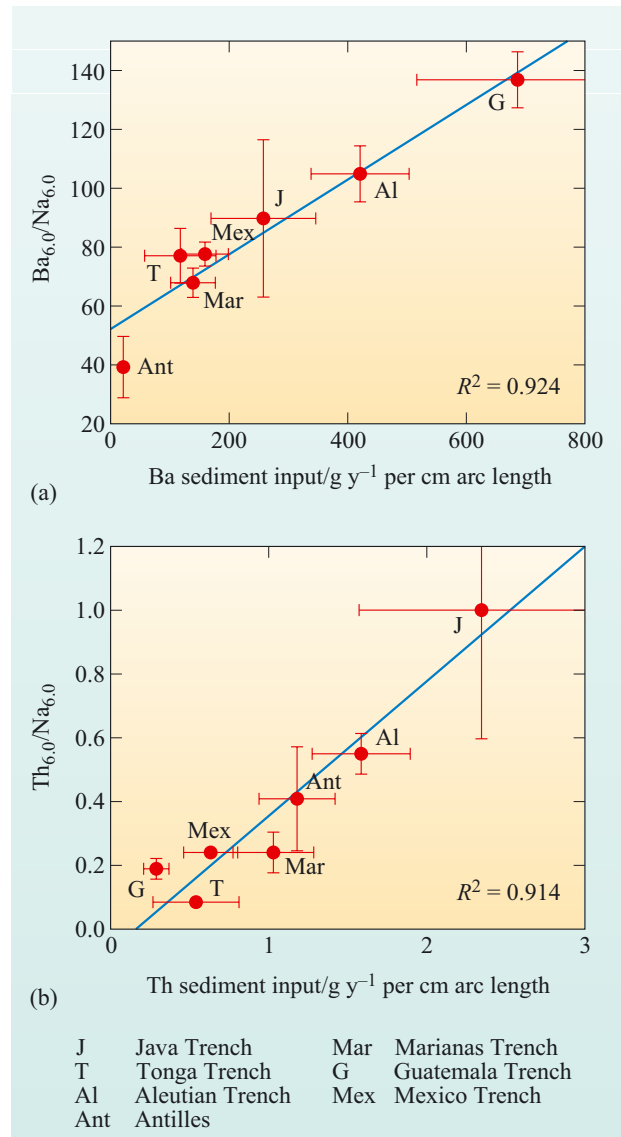 140
120
100
80
60
40
20
Ba6.0/Na6.0
G
Al
J
Mex
T
Mar
Ant
R² = 0.924
0 200 400 600 800
Ba sediment input/g y⁻¹ per cm arc length
(a)
1.2
1.0
0.8
0.6
0.4
0.2
0.0
Th6.0/Na6.0
J
Al
Ant
Mex
Mar
G
T
R² = 0.914
0 1 2 3
Th sediment input/g y⁻¹ per cm arc length
(b)
J Java Trench Mar Marianas Trench
T Tonga Trench G Guatemala Trench
Al Aleutian Trench Mex Mexico Trench
Ant Antilles